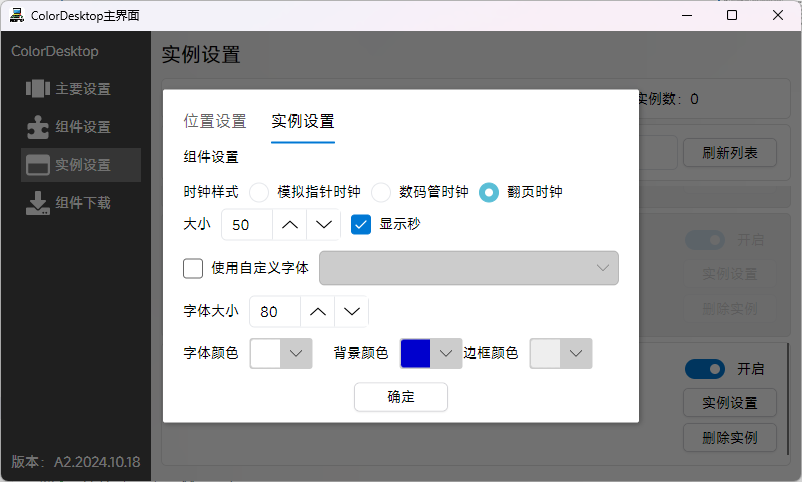 ColorDesktop主界面
ColorDesktop
主要设置
组件设置
实例设置
组件下载
版本：A2.2024.10.18
实例设置
实例数：0
刷新列表
开启
实例设置
删除实例
开启
实例设置
删除实例
位置设置 实例设置
组件设置
时钟样式 模拟指针时钟 数码管时钟 翻页时钟
大小 50 显示秒
使用自定义字体
字体大小 80
字体颜色 背景颜色 边框颜色
确定